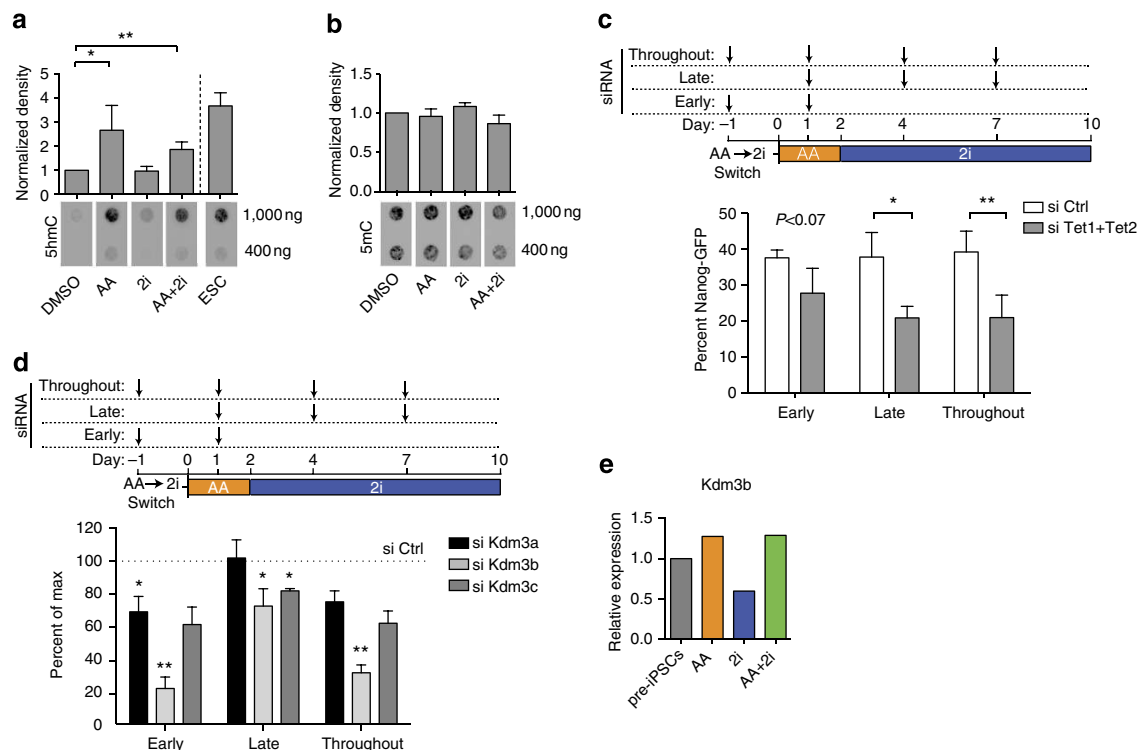 a
**
*
Normalized density
5
4
3
2
1
0
5hmC
1,000 ng
400 ng
DMSO
AA
2i
AA+2i
ESC
b
Normalized density
1.5
1.0
0.5
0.0
5mC
1,000 ng
400 ng
DMSO
AA
2i
AA+2i
c
siRNA
Throughout:
Late:
Early:
Day: –1 0 1 2 4 7 10
AA → 2i
Switch
AA
2i
Percent Nanog-GFP
50
40
30
20
10
0
P<0.07
*
**
si Ctrl
si Tet1+Tet2
Early Late Throughout
d
siRNA
Throughout:
Late:
Early:
Day: –1 0 1 2 4 7 10
AA → 2i
Switch
AA
2i
Percent of max
120
100
80
60
40
20
0
si Ctrl
si Kdm3a
si Kdm3b
si Kdm3c
*
**
*
*
**
Early Late Throughout
e
Kdm3b
Relative expression
1.5
1.0
0.5
0.0
pre-iPSCs
AA
2i
AA+2i